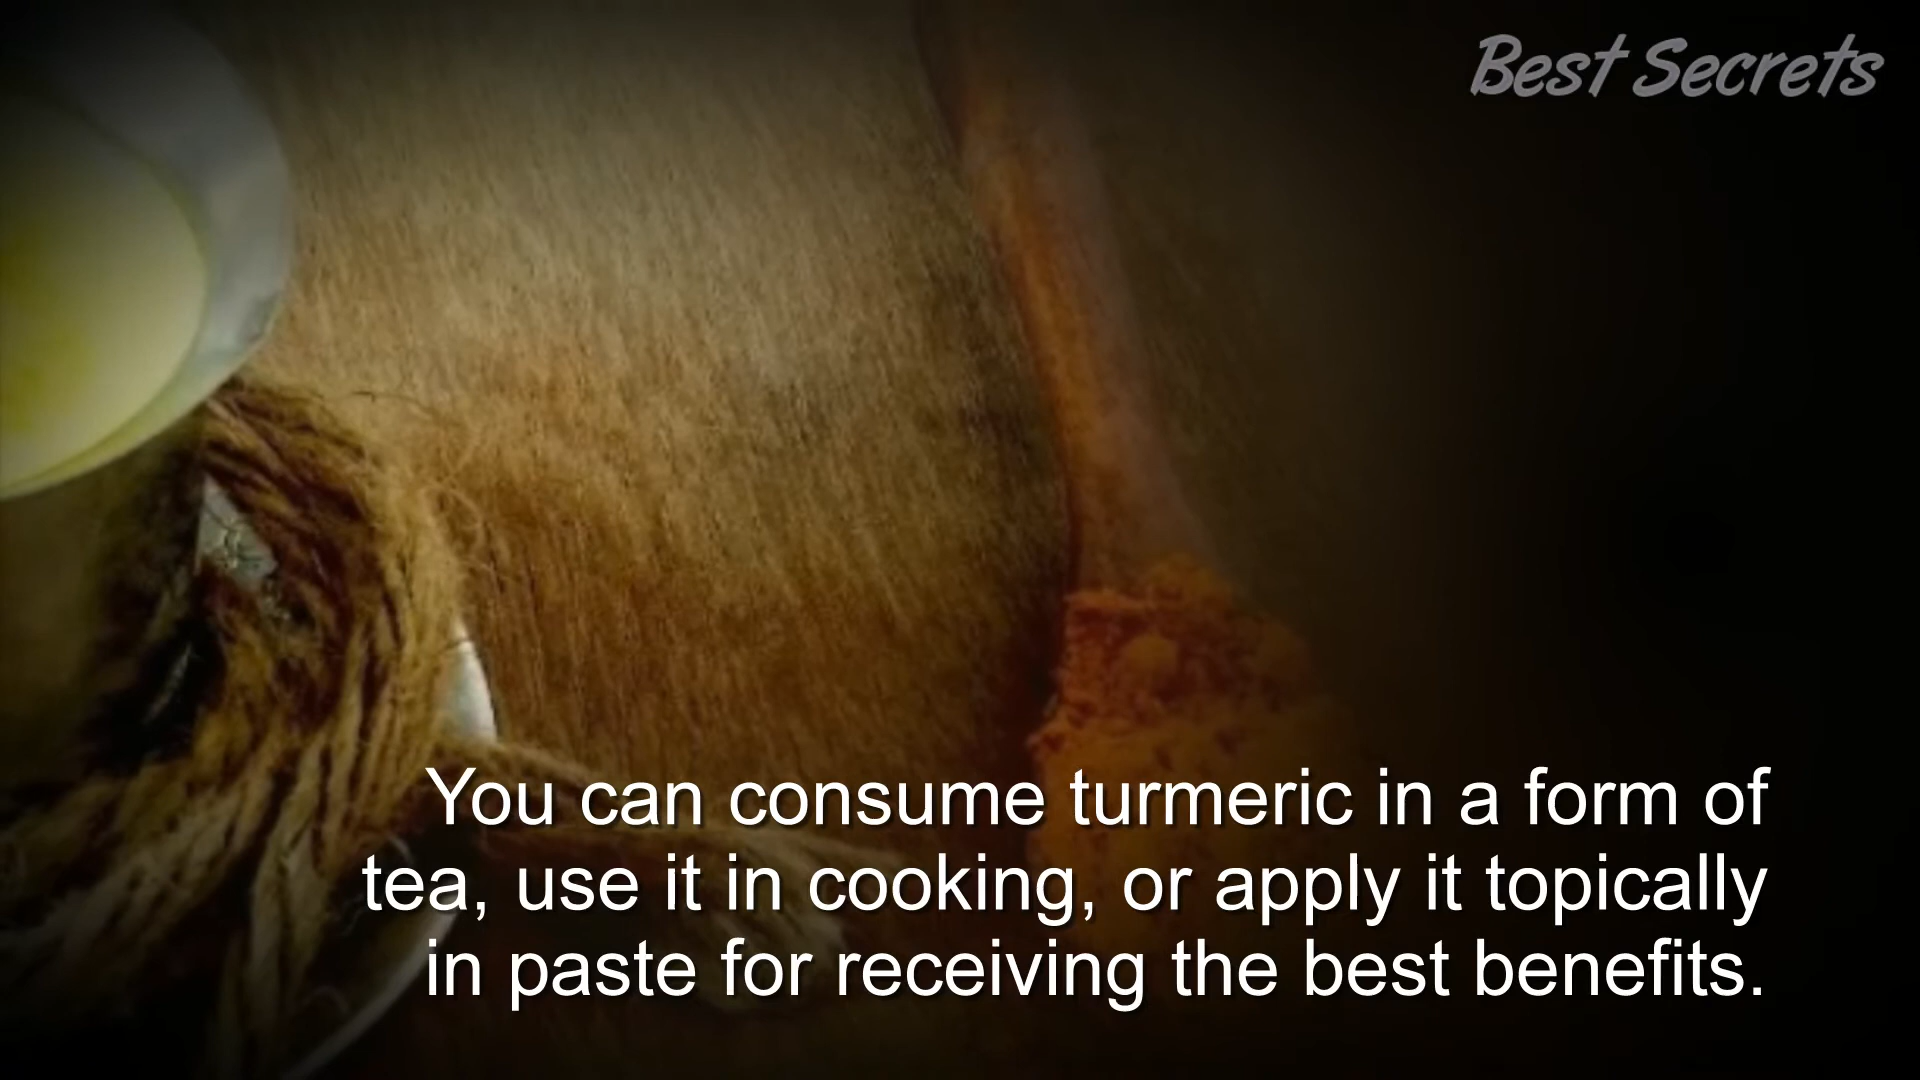 Best Secrets
You can consume turmeric in a form of
tea, use it in cooking, or apply it topically
in paste for receiving the best benefits.